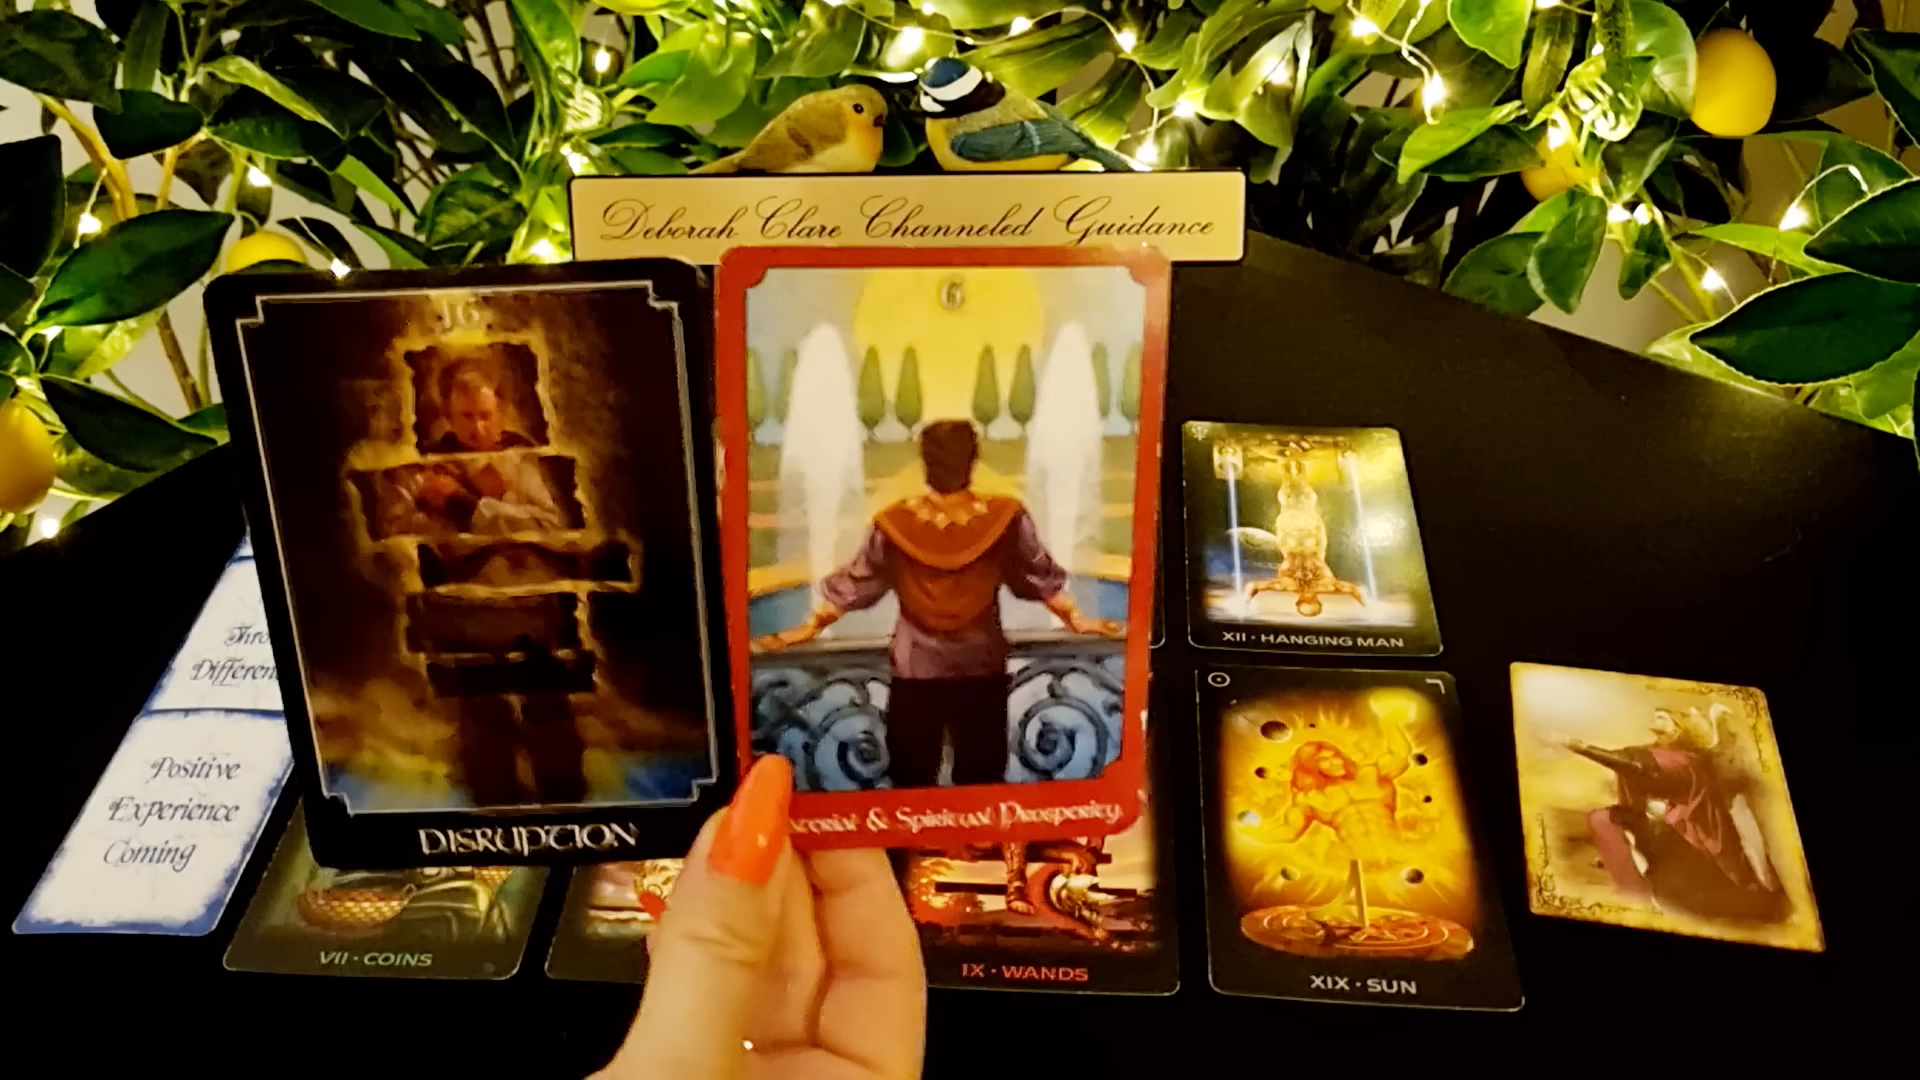 Deborah Clare Channeled Guidance
16
6
DISRUPTION
& Spiritual Prosperity
XII · HANGING MAN
Positive
Experience
Coming
VII · COINS
IX · WANDS
XIX · SUN